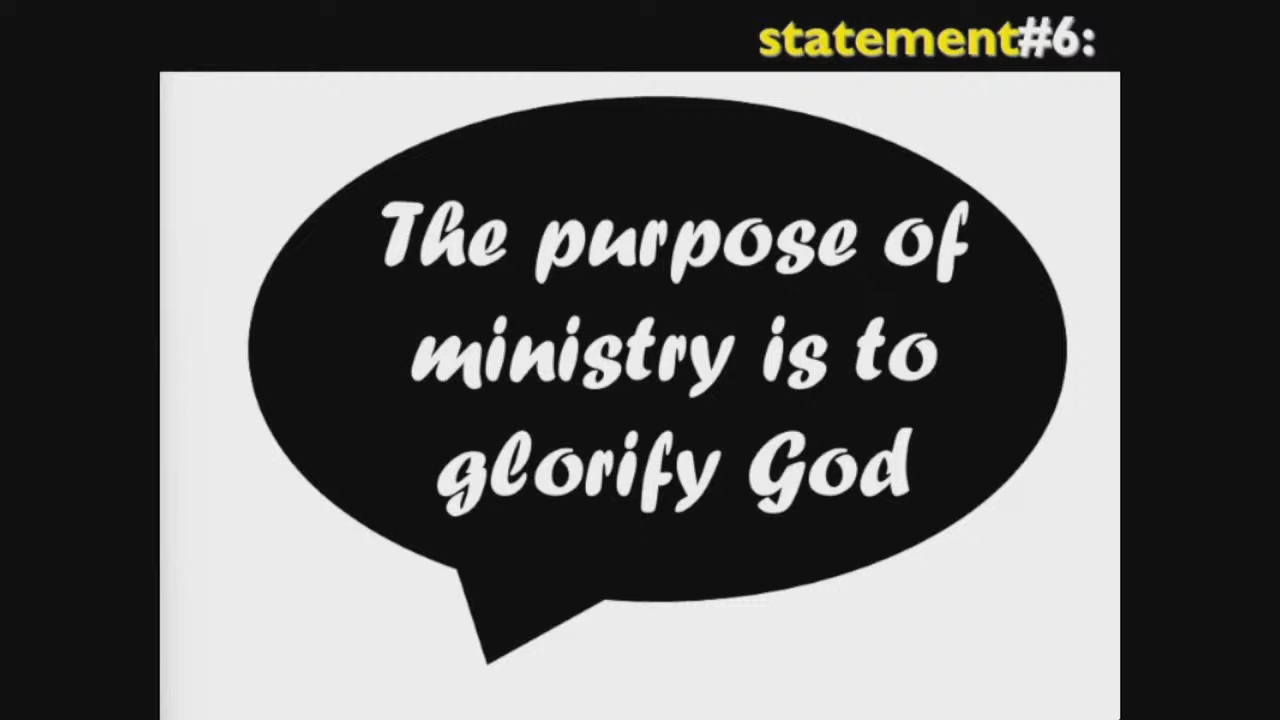 statement#6:
The purpose of
ministry is to
glorify God